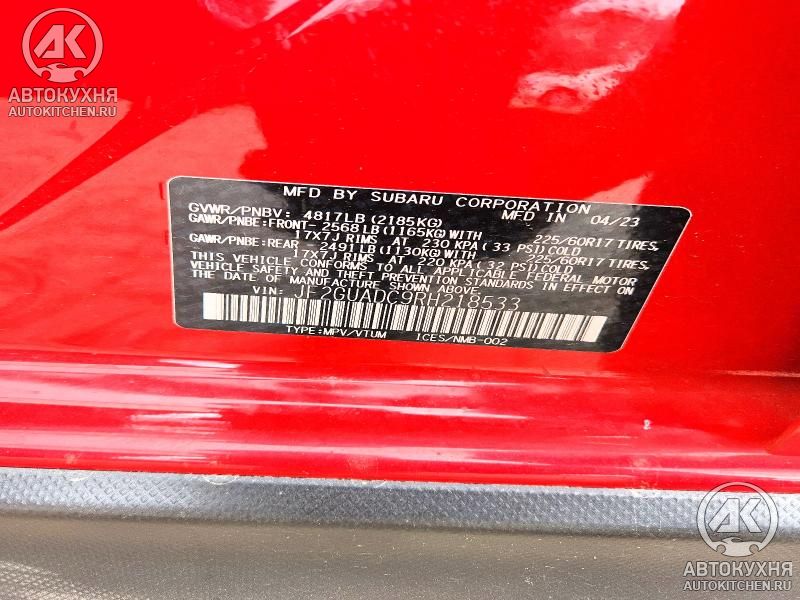 АК
АВТОКУХНЯ
AUTOKITCHEN.RU
MFD BY SUBARU CORPORATION
GVWR/PNBV: 4817LB (2185KG) MFD IN 04/23
GAWR/PNBE:FRONT- 2568LB(1165KG)WITH 225/60R17 TIRES,
17X7J RIMS AT 230 KPA( 33 PSI)COLD
GAWR/PNBE:REAR - 2491LB(1130KG)WITH 225/60R17 TIRES,
17X7J RIMS AT 220 KPA( 32 PSI)COLD
THIS VEHICLE CONFORMS TO ALL APPLICABLE FEDERAL MOTOR
VEHICLE SAFETY AND THEFT PREVENTION STANDARDS IN EFFECT ON
THE DATE OF MANUFACTURE SHOWN ABOVE.
VIN: JF2GUADC9RH218533
TYPE:MPV/VTUM ICES/NMB-002
АК
АВТОКУХНЯ
AUTOKITCHEN.RU